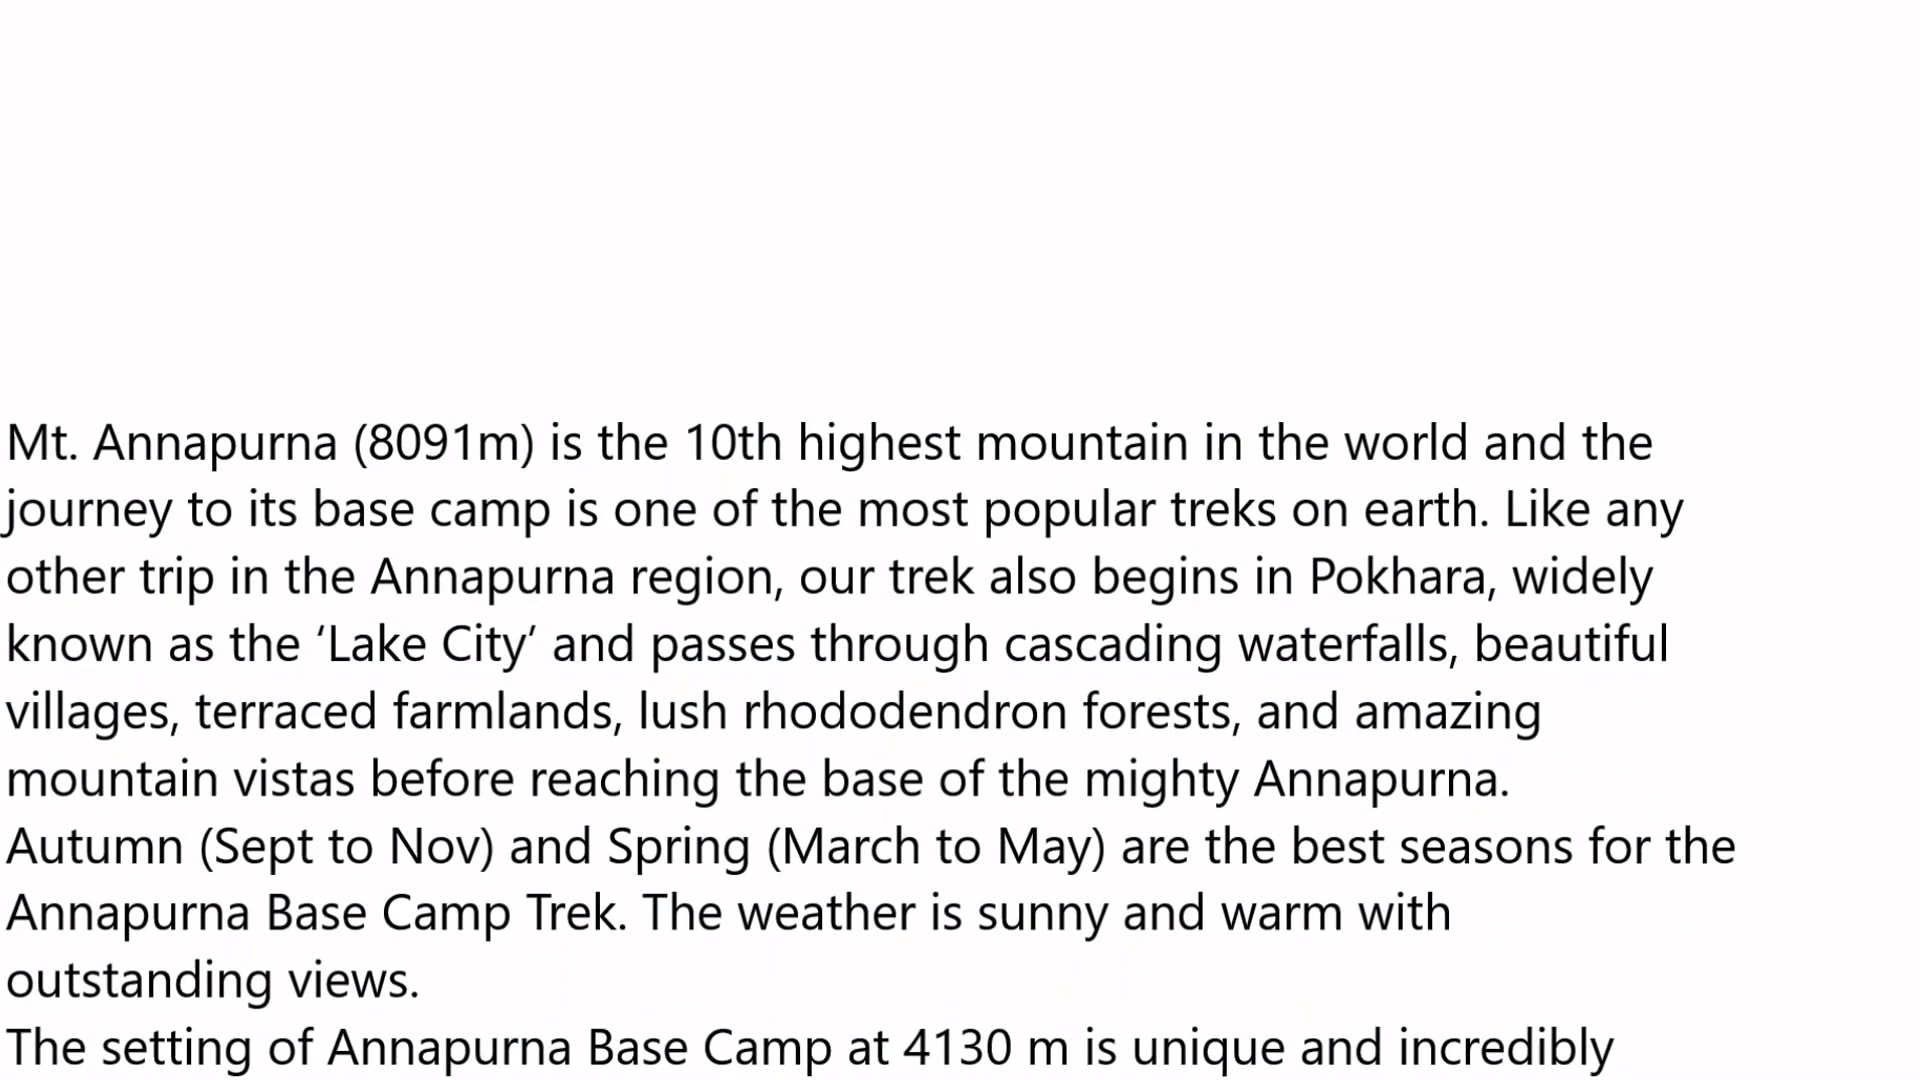 Mt. Annapurna (8091m) is the 10th highest mountain in the world and the
journey to its base camp is one of the most popular treks on earth. Like any
other trip in the Annapurna region, our trek also begins in Pokhara, widely
known as the ‘Lake City’ and passes through cascading waterfalls, beautiful
villages, terraced farmlands, lush rhododendron forests, and amazing
mountain vistas before reaching the base of the mighty Annapurna.
Autumn (Sept to Nov) and Spring (March to May) are the best seasons for the
Annapurna Base Camp Trek. The weather is sunny and warm with
outstanding views.
The setting of Annapurna Base Camp at 4130 m is unique and incredibly